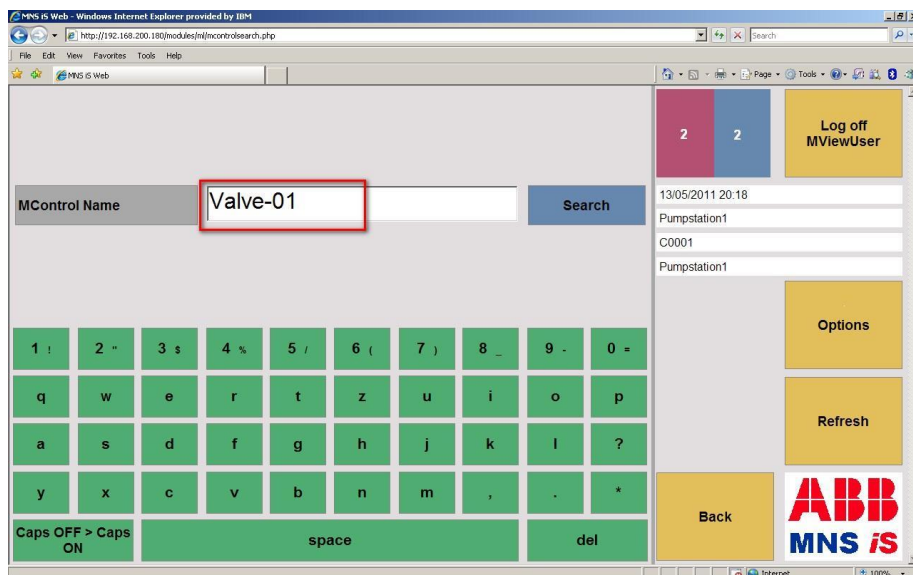 MNS iS Web - Windows Internet Explorer provided by IBM
http://192.168.200.180/modules/ml/mcontrolsearch.php
Search
File Edit View Favorites Tools Help
MNS iS Web
Page Tools
2 2
Log off
MViewUser
MControl Name
Valve-01
Search
13/05/2011 20:18
Pumpstation1
C0001
Pumpstation1
Options
1 ! 2 " 3 $ 4 % 5 / 6 ( 7 ) 8 _ 9 - 0 =
q w e r t z u i o p
Refresh
a s d f g h j k l ?
y x c v b n m , . *
Back
ABB
MNS iS
Caps OFF > Caps
ON
space
del
Internet 100%